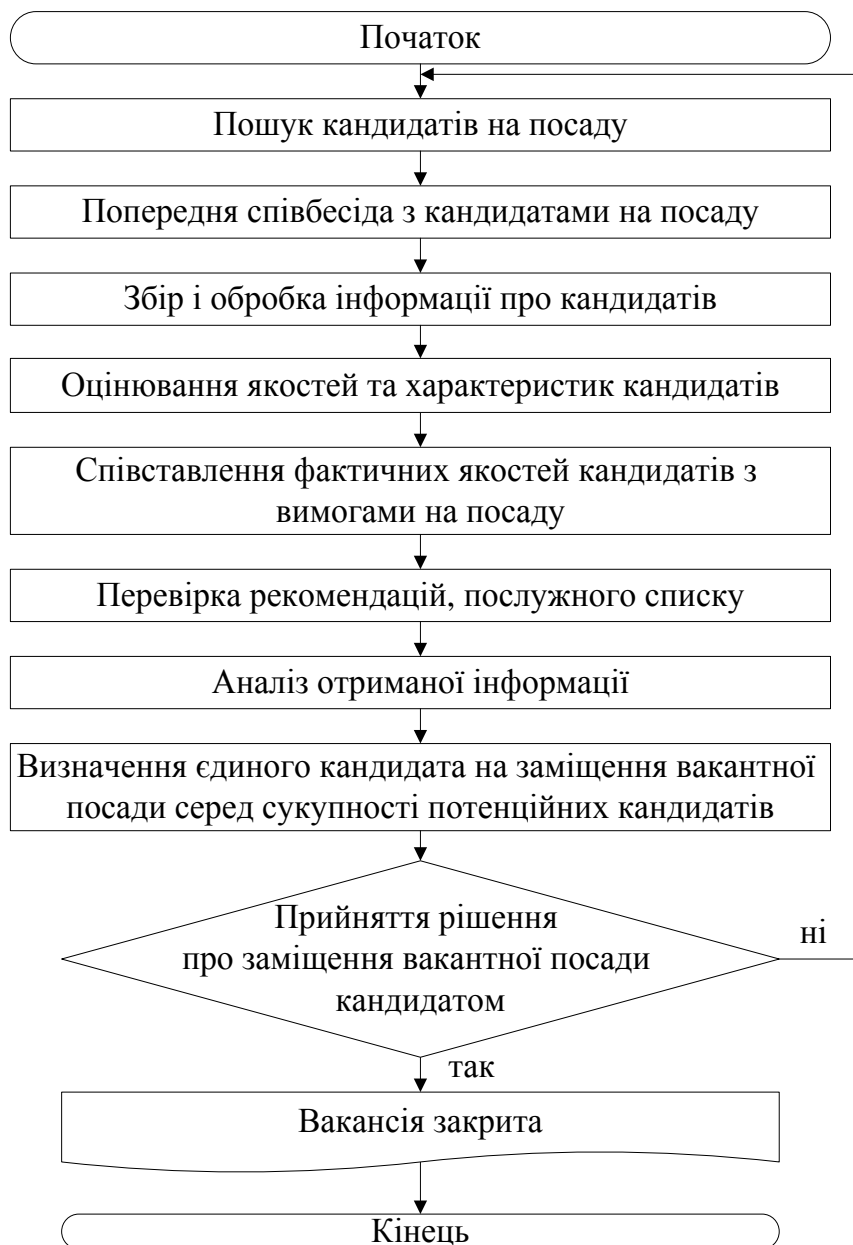 Початок
Пошук кандидатів на посаду
Попередня співбесіда з кандидатами на посаду
Збір і обробка інформації про кандидатів
Оцінювання якостей та характеристик кандидатів
Співставлення фактичних якостей кандидатів з
вимогами на посаду
Перевірка рекомендацій, послужного списку
Аналіз отриманої інформації
Визначення єдиного кандидата на заміщення вакантної
посади серед сукупності потенційних кандидатів
Прийняття рішення
про заміщення вакантної посади
кандидатом
ні
так
Вакансія закрита
Кінець